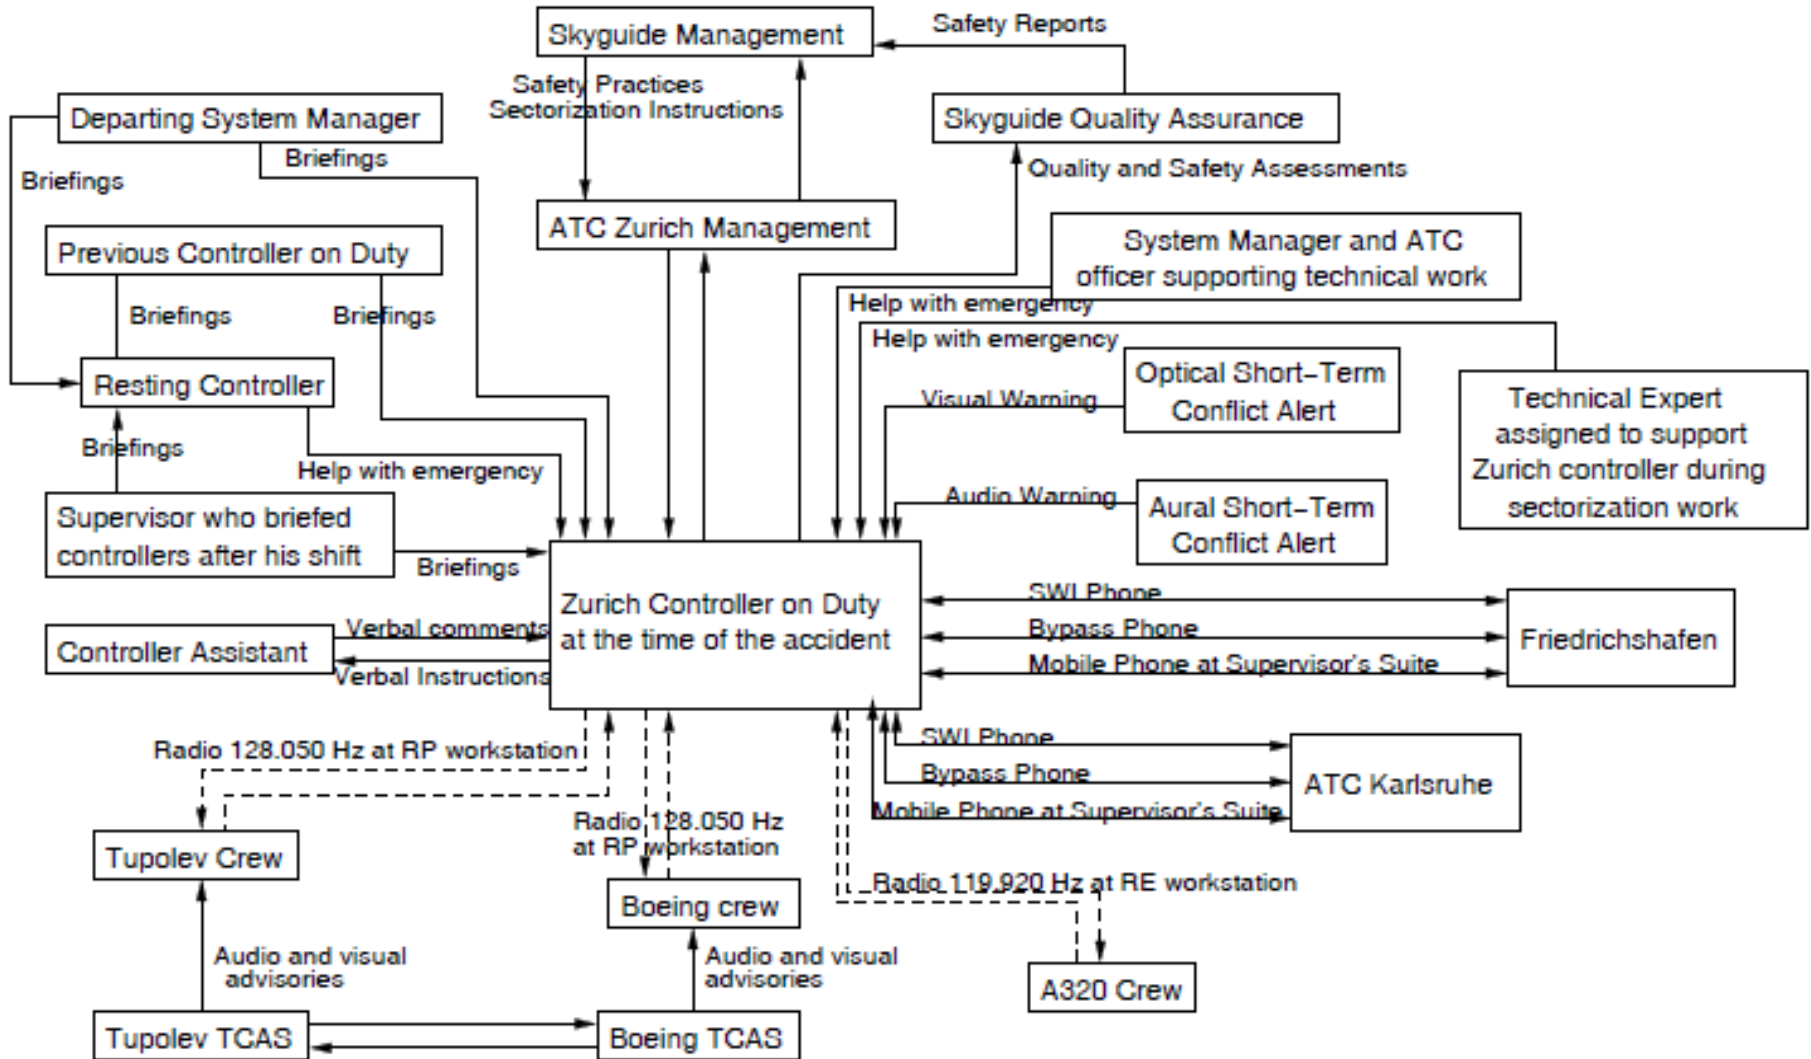 Skyguide Management
Safety Reports
Safety Practices
Sectorization Instructions
Departing System Manager
Skyguide Quality Assurance
Briefings
Briefings
Quality and Safety Assessments
ATC Zurich Management
Previous Controller on Duty
System Manager and ATC
officer supporting technical work
Briefings
Briefings
Help with emergency
Help with emergency
Resting Controller
Optical Short-Term
Conflict Alert
Visual Warning
Technical Expert
assigned to support
Zurich controller during
sectorization work
Briefings
Help with emergency
Audio Warning
Aural Short-Term
Conflict Alert
Supervisor who briefed
controllers after his shift
Briefings
Zurich Controller on Duty
at the time of the accident
SWI Phone
Bypass Phone
Mobile Phone at Supervisor's Suite
Friedrichshafen
Controller Assistant
Verbal comments
Verbal Instructions
Radio 128.050 Hz at RP workstation
SWI Phone
Bypass Phone
Mobile Phone at Supervisor's Suite
ATC Karlsruhe
Radio 128.050 Hz
at RP workstation
Tupolev Crew
Boeing crew
Radio 119.920 Hz at RE workstation
Audio and visual
advisories
Audio and visual
advisories
A320 Crew
Tupolev TCAS
Boeing TCAS